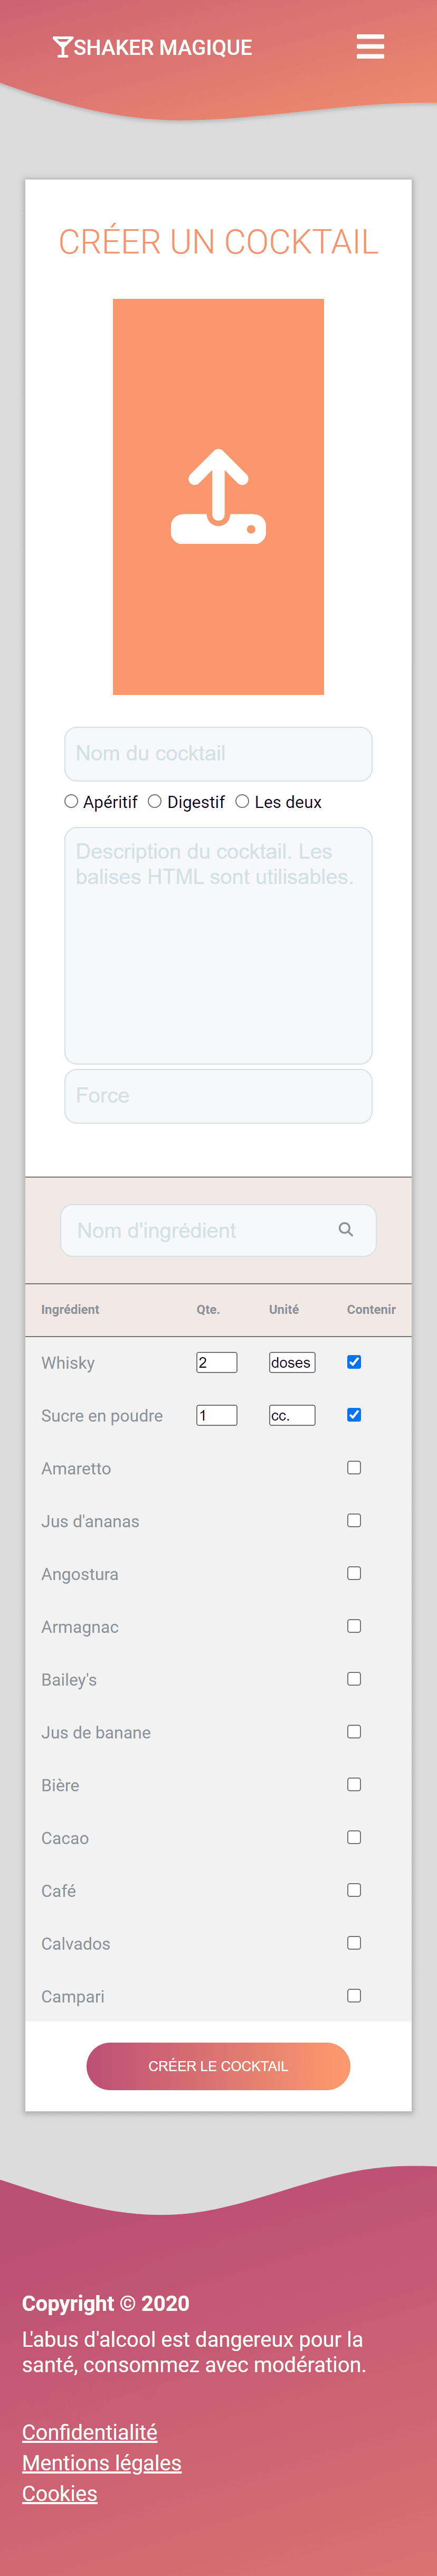 SHAKER MAGIQUE
CRÉER UN COCKTAIL
Nom du cocktail
Apéritif Digestif Les deux
Description du cocktail. Les
balises HTML sont utilisables.
Force
Nom d'ingrédient
Ingrédient Qte. Unité Contenir
Whisky 2 doses
Sucre en poudre 1 cc.
Amaretto
Jus d'ananas
Angostura
Armagnac
Bailey's
Jus de banane
Bière
Cacao
Café
Calvados
Campari
CRÉER LE COCKTAIL
Copyright © 2020
L'abus d'alcool est dangereux pour la
santé, consommez avec modération.
Confidentialité
Mentions légales
Cookies